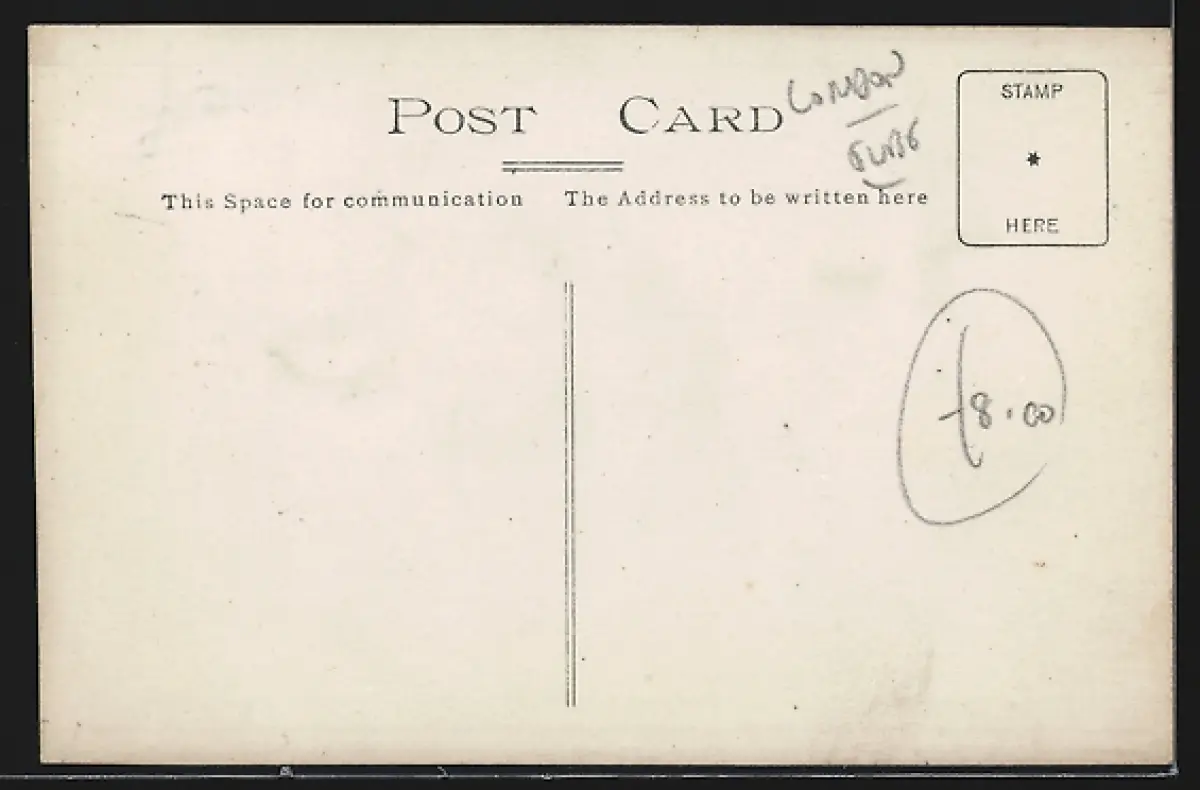 POST CARD
LONDON
STAMP
*
HERE
This Space for communication
The Address to be written here
£8.00